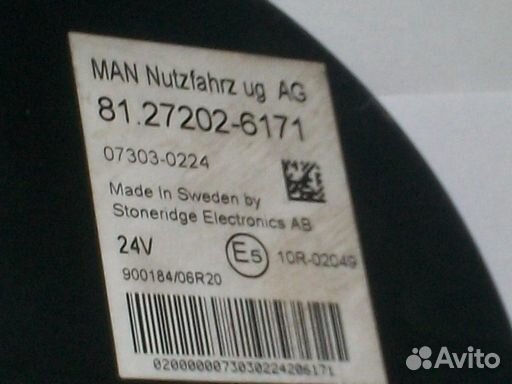 MAN Nutzfahrz ug AG
81.27202-6171
07303-0224
Made In Sweden by
Stoneridge Electronics AB
24V
E5
10R-02049
900184/06R20
0200000073030224206171
Avito